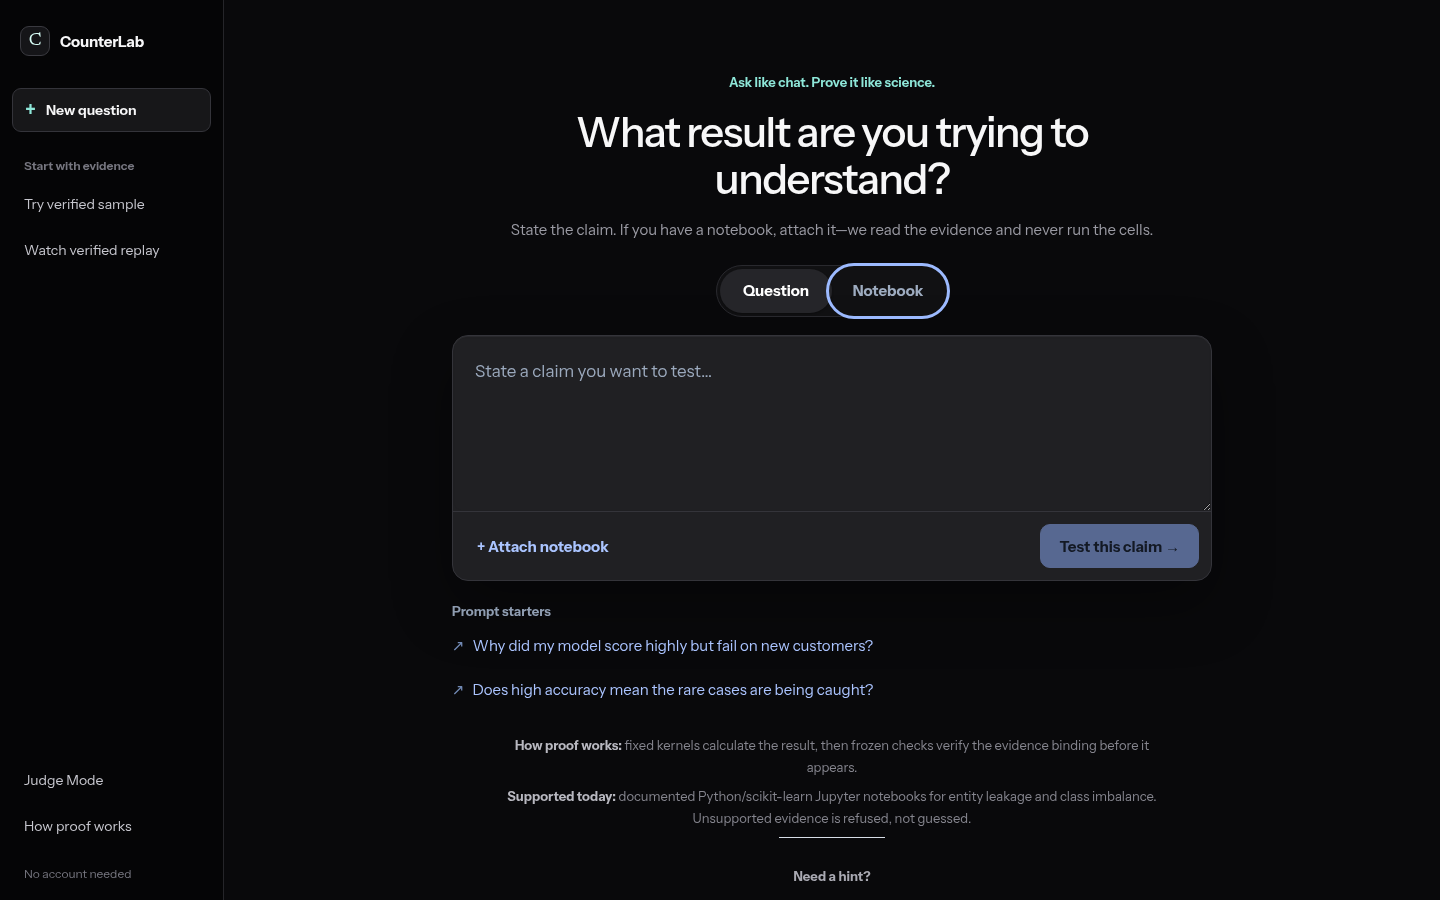 C CounterLab
+ New question
Start with evidence
Try verified sample
Watch verified replay
Judge Mode
How proof works
No account needed
Ask like chat. Prove it like science.
What result are you trying to
understand?
State the claim. If you have a notebook, attach it—we read the evidence and never run the cells.
Question Notebook
State a claim you want to test...
+ Attach notebook Test this claim →
Prompt starters
↗ Why did my model score highly but fail on new customers?
↗ Does high accuracy mean the rare cases are being caught?
How proof works: fixed kernels calculate the result, then frozen checks verify the evidence binding before it
appears.
Supported today: documented Python/scikit-learn Jupyter notebooks for entity leakage and class imbalance.
Unsupported evidence is refused, not guessed.
Need a hint?